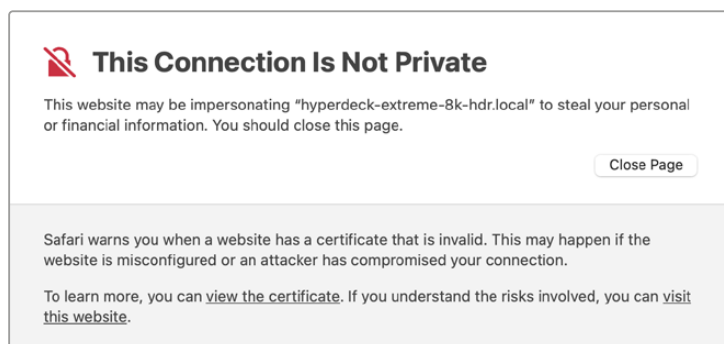 This Connection Is Not Private
This website may be impersonating “hyperdeck-extreme-8k-hdr.local” to steal your personal
or financial information. You should close this page.
Close Page
Safari warns you when a website has a certificate that is invalid. This may happen if the
website is misconfigured or an attacker has compromised your connection.
To learn more, you can view the certificate. If you understand the risks involved, you can visit
this website.